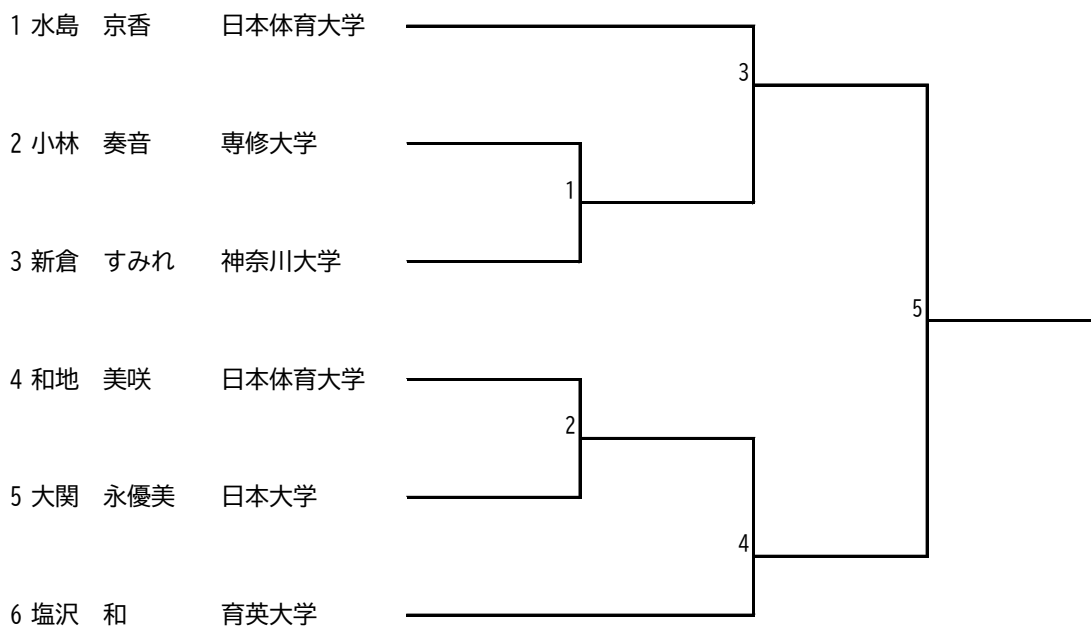 1 水島 京香 日本体育大学
3
2 小林 奏音 専修大学
1
3 新倉 すみれ 神奈川大学
5
4 和地 美咲 日本体育大学
2
5 大関 永優美 日本大学
4
6 塩沢 和 育英大学